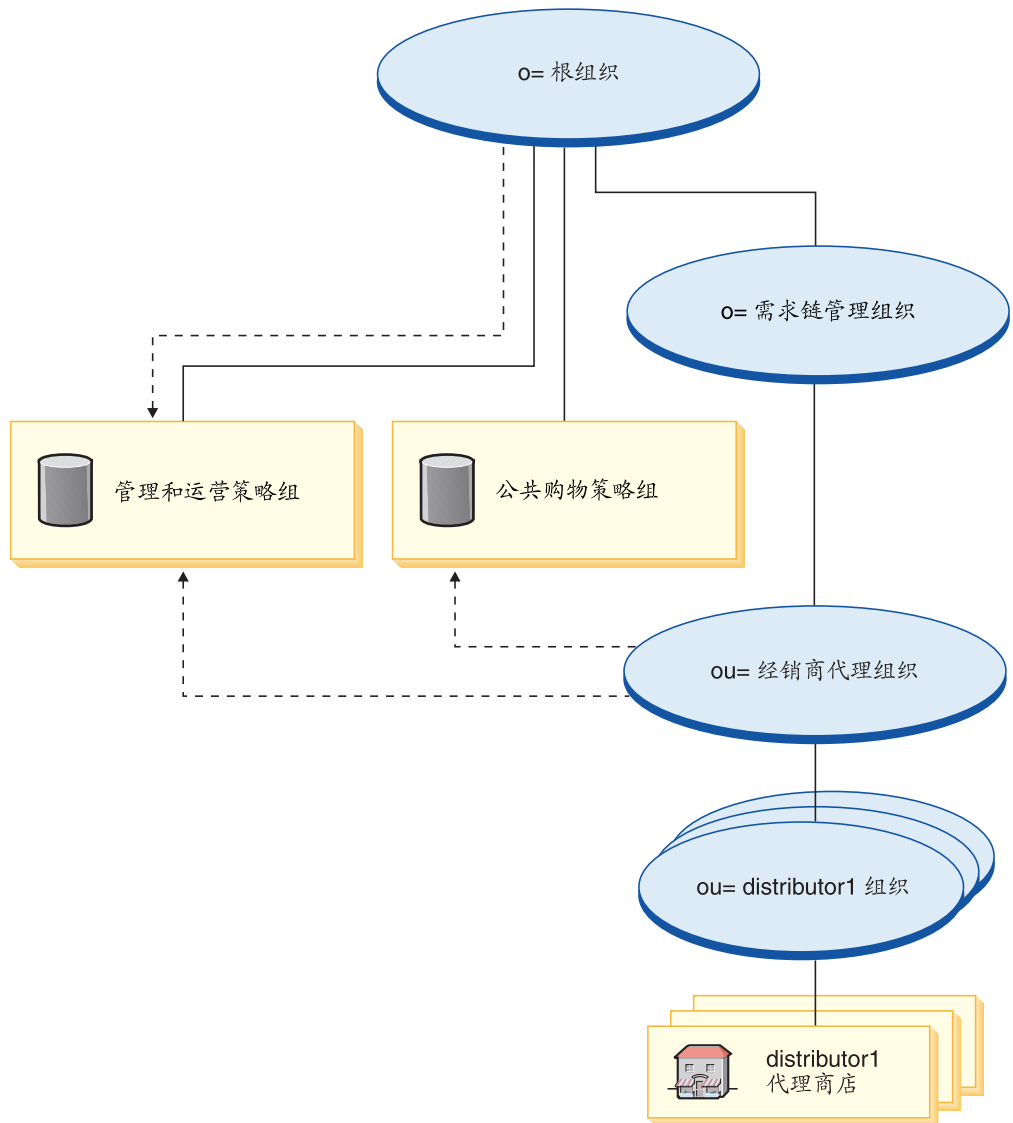 o= 根组织
o= 需求链管理组织
管理和运营策略组
公共购物策略组
ou= 经销商代理组织
ou= distributor1 组织
distributor1
代理商店